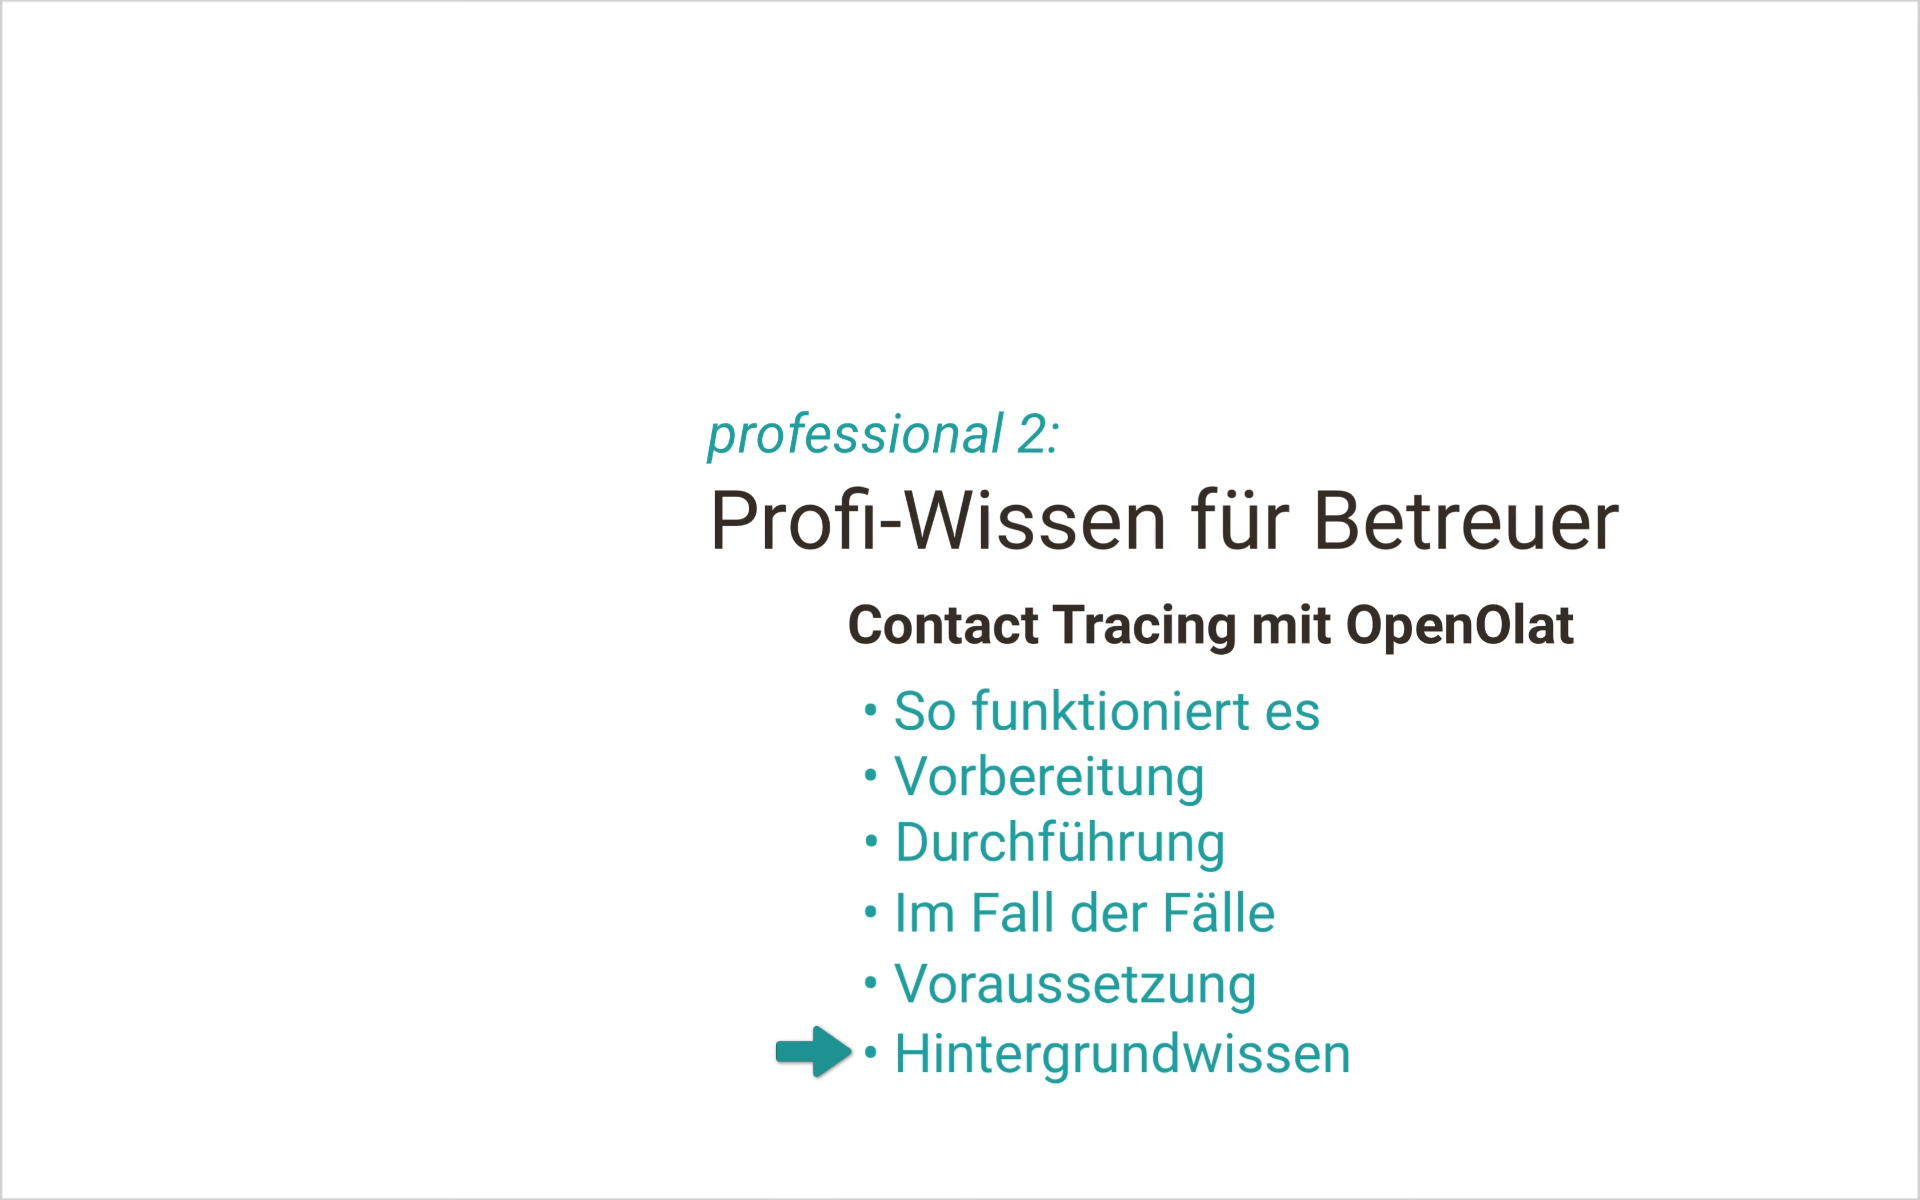 professional 2:
Profi-Wissen für Betreuer
Contact Tracing mit OpenOlat
• So funktioniert es
• Vorbereitung
• Durchführung
• Im Fall der Fälle
• Voraussetzung
• Hintergrundwissen